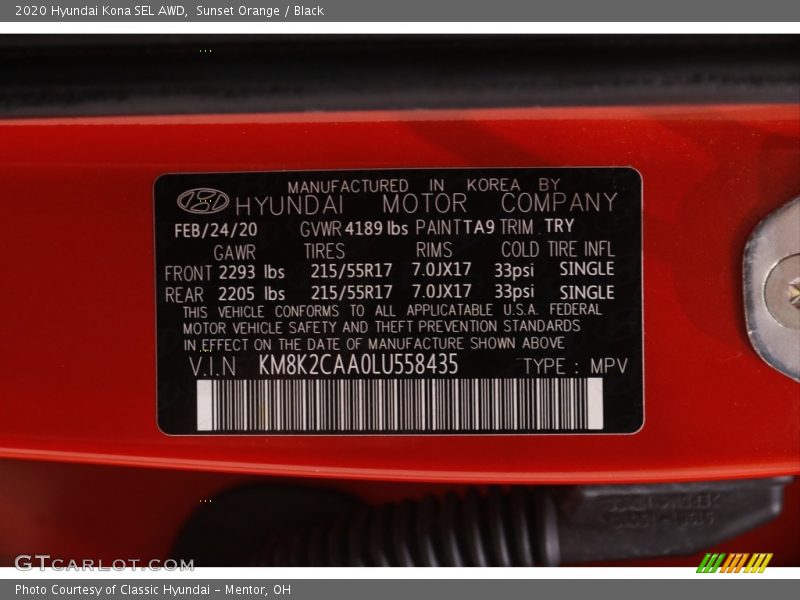 2020 Hyundai Kona SEL AWD, Sunset Orange / Black
MANUFACTURED IN KOREA BY
HYUNDAI MOTOR COMPANY
FEB/24/20 GVWR 4189 lbs PAINT TA9 TRIM TRY
GAWR TIRES RIMS COLD TIRE INFL
FRONT 2293 lbs 215/55R17 7.0JX17 33psi SINGLE
REAR 2205 lbs 215/55R17 7.0JX17 33psi SINGLE
THIS VEHICLE CONFORMS TO ALL APPLICATABLE U.S.A. FEDERAL
MOTOR VEHICLE SAFETY AND THEFT PREVENTION STANDARDS
IN EFFECT ON THE DATE OF MANUFACTURE SHOWN ABOVE
V.I.N KM8K2CAA0LU558435 TYPE : MPV
GTCARLOT.COM
Photo Courtesy of Classic Hyundai - Mentor, OH